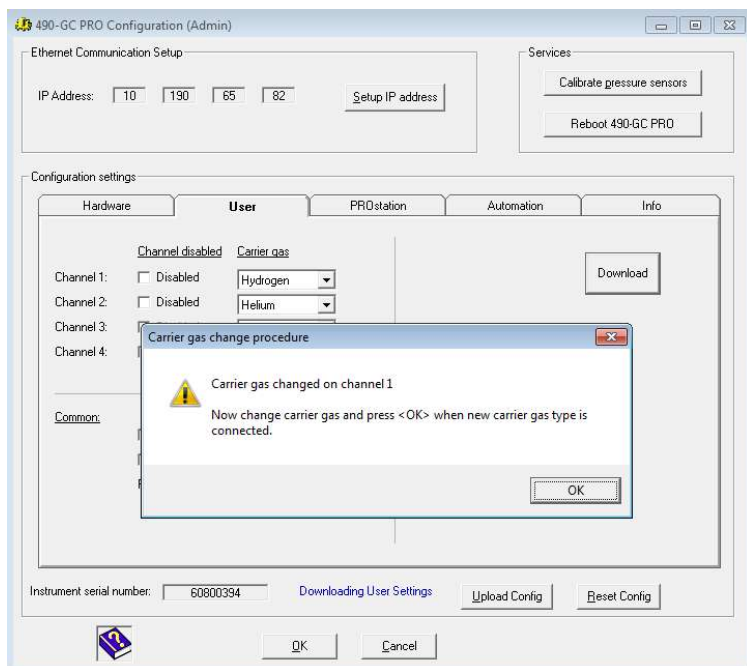 490-GC PRO Configuration (Admin)
Ethernet Communication Setup
IP Address: 10 190 65 82
Setup IP address
Services
Calibrate pressure sensors
Reboot 490-GC PRO
Configuration settings
Hardware User PROstation Automation Info
Channel disabled Carrier gas
Channel 1: Disabled Hydrogen
Download
Channel 2: Disabled Helium
Channel 3:
Channel 4:
Carrier gas change procedure
Carrier gas changed on channel 1
Now change carrier gas and press <OK> when new carrier gas type is
connected.
OK
Common:
Instrument serial number: 60800394 Downloading User Settings Upload Config Reset Config
OK Cancel